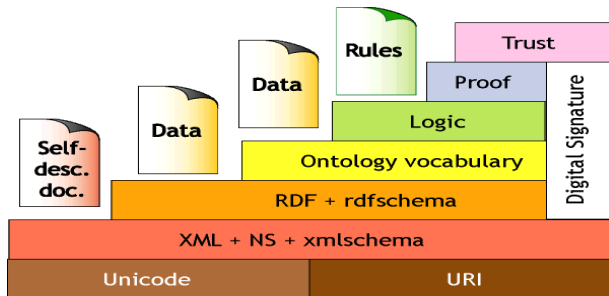 Trust
Rules
Proof
Data
Data
Logic
Digital Signature
Self-
desc.
doc.
Ontology vocabulary
RDF + rdfschema
XML + NS + xmlschema
Unicode
URI